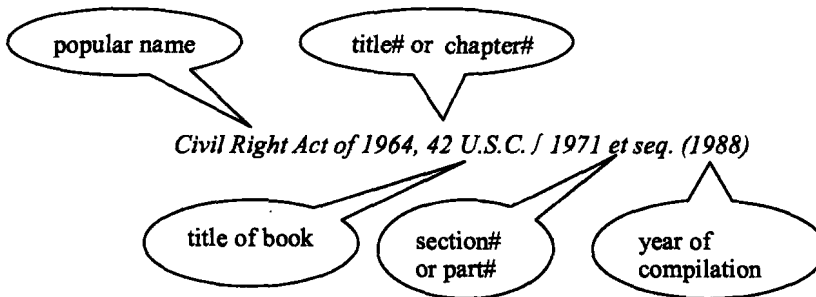 popular name
title# or chapter#
Civil Right Act of 1964, 42 U.S.C. ∫ 1971 et seq. (1988)
title of book
section#
or part#
year of
compilation